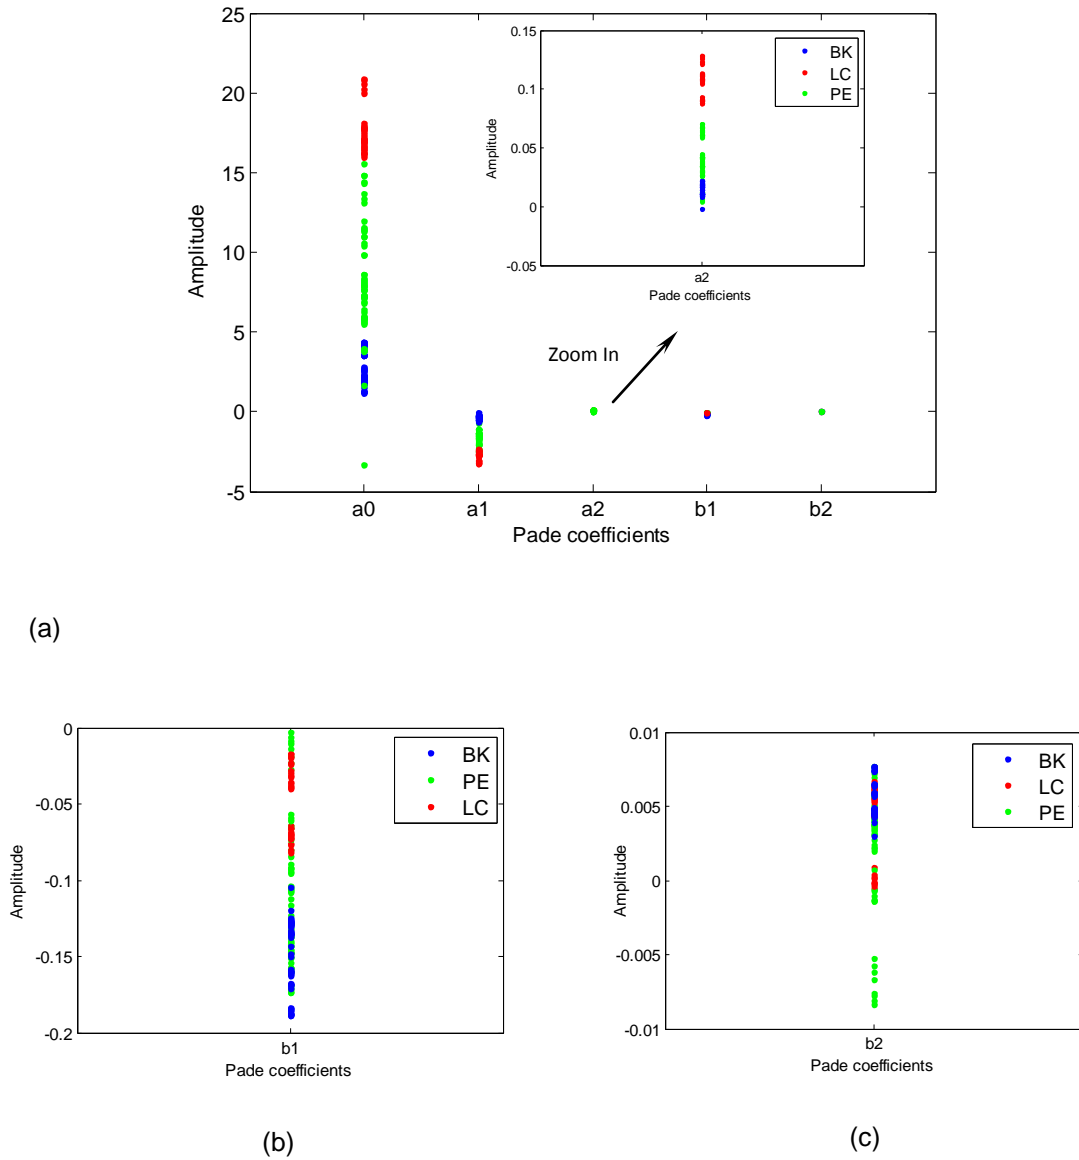 25
20
15
10
5
0
-5
Amplitude
a0
a1
a2
b1
b2
Pade coefficients
0.15
0.1
0.05
0
-0.05
Amplitude
a2
Pade coefficients
BK
LC
PE
Zoom In
(a)
0
-0.05
-0.1
-0.15
-0.2
Amplitude
b1
Pade coefficients
BK
PE
LC
(b)
0.01
0.005
0
-0.005
-0.01
Amplitude
b2
Pade coefficients
BK
LC
PE
(c)